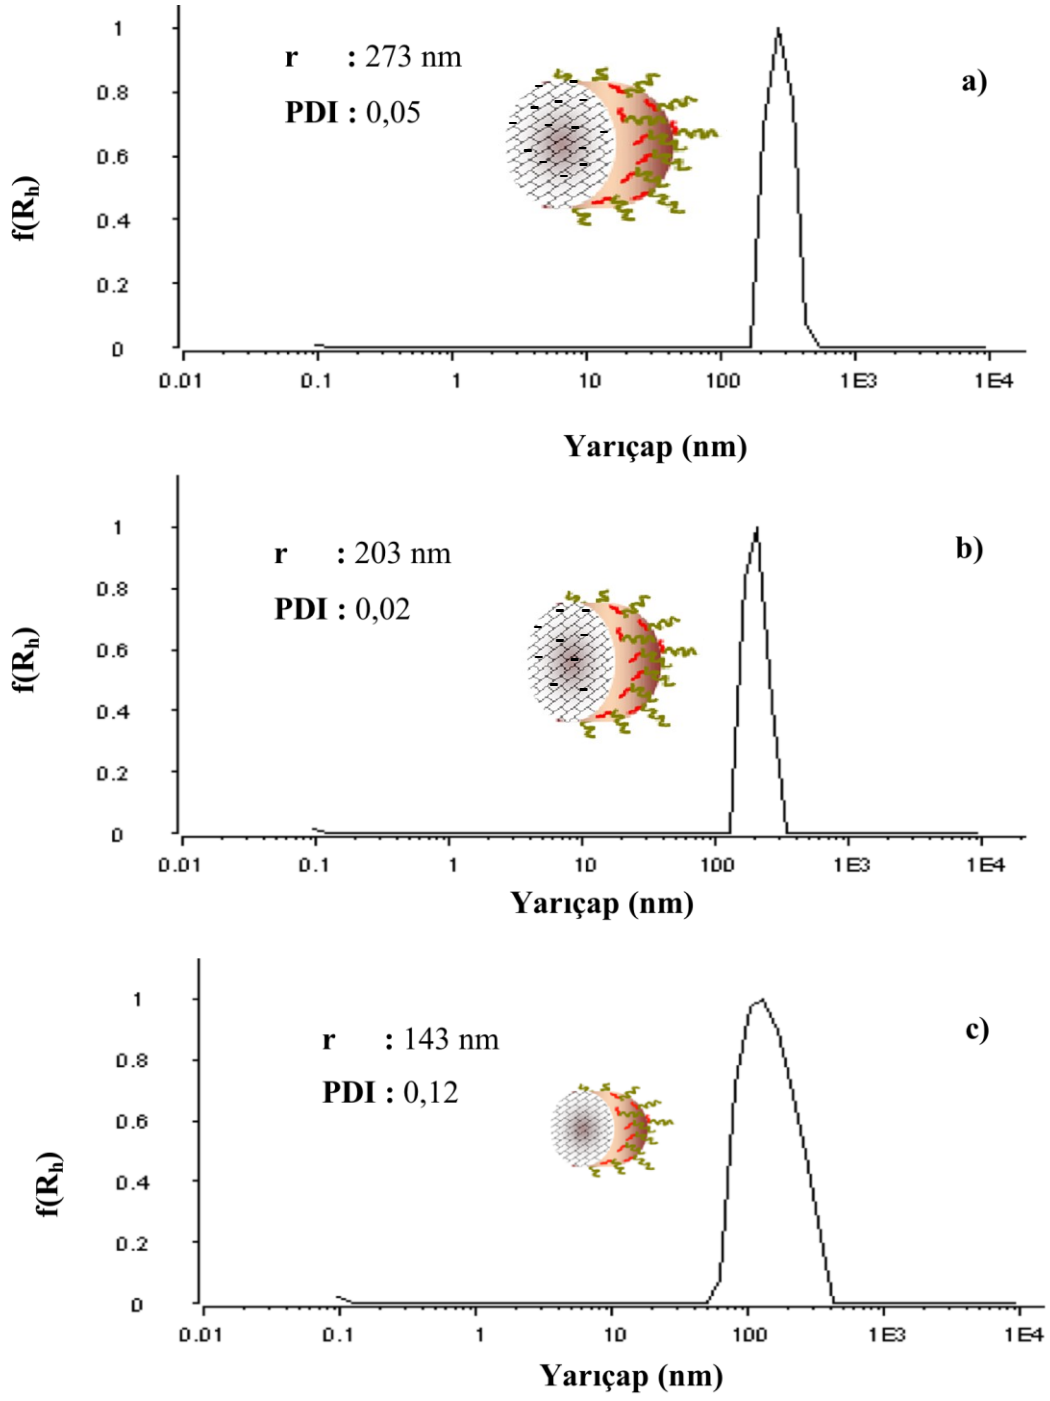 1
r : 273 nm
a)
0.8
PDI : 0,05
0.6
f(Rh)
0.4
0.2
0
0.01 0.1 1 10 100 1E3 1E4
Yarıçap (nm)
1
r : 203 nm
b)
0.8
PDI : 0,02
0.6
f(Rh)
0.4
0.2
0
0.01 0.1 1 10 100 1E3 1E4
Yarıçap (nm)
1
r : 143 nm
c)
0.8
PDI : 0,12
0.6
f(Rh)
0.4
0.2
0
0.01 0.1 1 10 100 1E3 1E4
Yarıçap (nm)